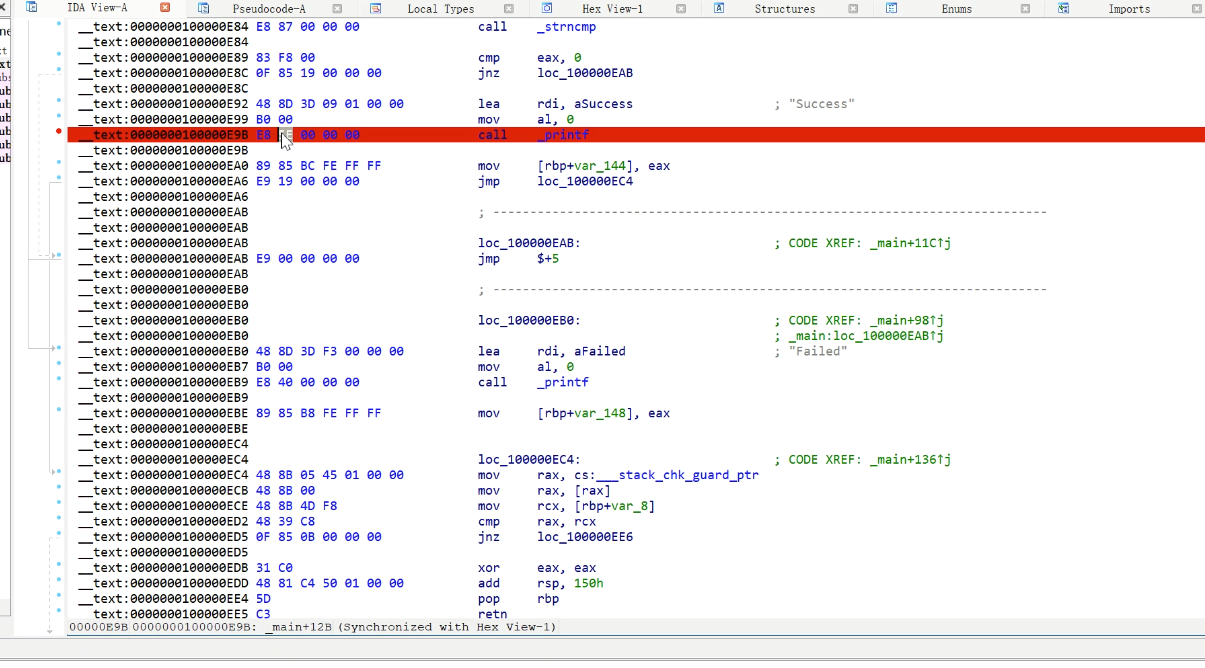 IDA View-A Pseudocode-A Local Types Hex View-1 Structures Enums Imports
__text:0000000100000E84 E8 87 00 00 00 call _strncmp
__text:0000000100000E84
__text:0000000100000E89 83 F8 00 cmp eax, 0
__text:0000000100000E8C 0F 85 19 00 00 00 jnz loc_100000EAB
__text:0000000100000E8C
__text:0000000100000E92 48 8D 3D 09 01 00 00 lea rdi, aSuccess ; "Success"
__text:0000000100000E99 B0 00 mov al, 0
__text:0000000100000E9B E8 00 00 00 call _printf
__text:0000000100000E9B
__text:0000000100000EA0 89 85 BC FE FF FF mov [rbp+var_144], eax
__text:0000000100000EA6 E9 19 00 00 00 jmp loc_100000EC4
__text:0000000100000EA6
__text:0000000100000EAB ; ---------------------------------------------------------------------------
__text:0000000100000EAB
__text:0000000100000EAB loc_100000EAB: ; CODE XREF: _main+11C↑j
__text:0000000100000EAB E9 00 00 00 00 jmp $+5
__text:0000000100000EAB
__text:0000000100000EB0 ; ---------------------------------------------------------------------------
__text:0000000100000EB0
__text:0000000100000EB0 loc_100000EB0: ; CODE XREF: _main+98↑j
__text:0000000100000EB0 ; _main:loc_100000EAB↑j
__text:0000000100000EB0 48 8D 3D F3 00 00 00 lea rdi, aFailed ; "Failed"
__text:0000000100000EB7 B0 00 mov al, 0
__text:0000000100000EB9 E8 40 00 00 00 call _printf
__text:0000000100000EB9
__text:0000000100000EBE 89 85 B8 FE FF FF mov [rbp+var_148], eax
__text:0000000100000EBE
__text:0000000100000EC4
__text:0000000100000EC4 loc_100000EC4: ; CODE XREF: _main+136↑j
__text:0000000100000EC4 48 8B 05 45 01 00 00 mov rax, cs:___stack_chk_guard_ptr
__text:0000000100000ECB 48 8B 00 mov rax, [rax]
__text:0000000100000ECE 48 8B 4D F8 mov rcx, [rbp+var_8]
__text:0000000100000ED2 48 39 C8 cmp rax, rcx
__text:0000000100000ED5 0F 85 0B 00 00 00 jnz loc_100000EE6
__text:0000000100000ED5
__text:0000000100000EDB 31 C0 xor eax, eax
__text:0000000100000EDD 48 81 C4 50 01 00 00 add rsp, 150h
__text:0000000100000EE4 5D pop rbp
__text:0000000100000EE5 C3 retn
00000E9B 0000000100000E9B: _main+12B (Synchronized with Hex View-1)